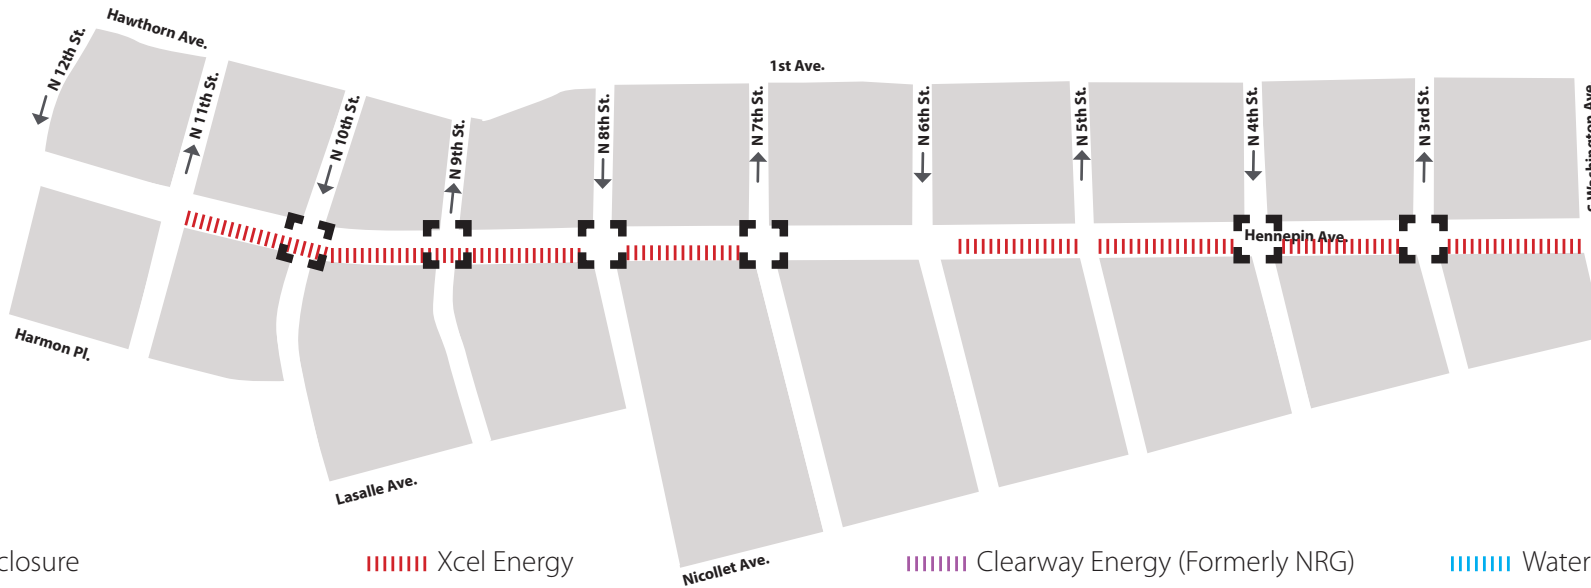 Hawthorn Ave.
N 12th St.
N 11th St.
N 10th St.
N 9th St.
N 8th St.
1st Ave.
N 7th St.
N 6th St.
N 5th St.
N 4th St.
N 3rd St.
S Washington Ave
Hennepin Ave.
Harmon Pl.
Lasalle Ave.
Nicollet Ave.
closure
Xcel Energy
Clearway Energy (Formerly NRG)
Water